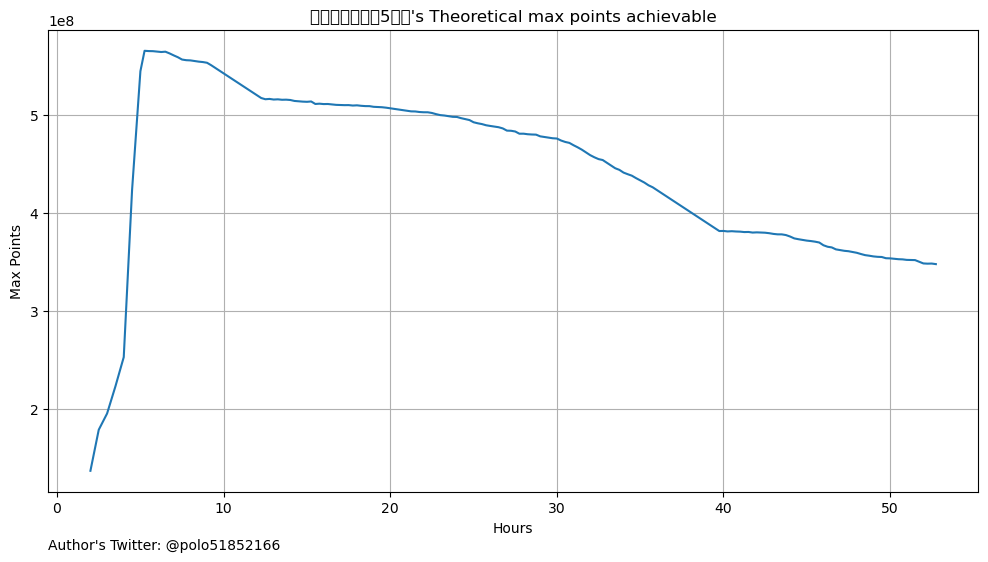 5's Theoretical max points achievable
1e8
5
4
3
2
Max Points
0 10 20 30 40 50
Hours
Author's Twitter: @polo51852166